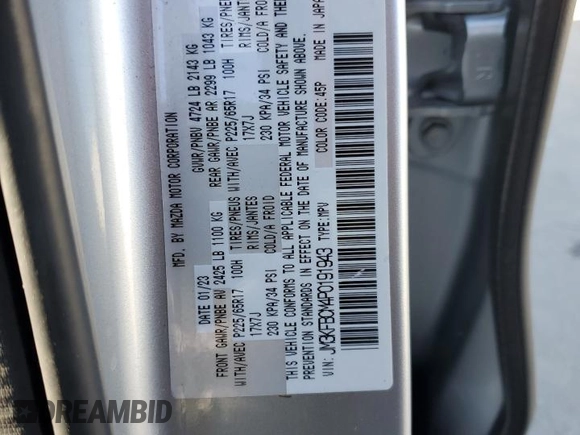 MFD. BY MAZDA MOTOR CORPORATION
DATE 01/23 GVWR/PNBV 4724 LB 2143 KG
FRONT GAWR/PNBE AV 2425 LB 1100 KG REAR GAWR/PNBE AR 2299 LB 1043 KG
WITH/AVEC P225/65R17 100H TIRES/PNEUS WITH/AVEC P225/65R17 100H TIRES/PNEU
17X7J RIMS/JANTES 17X7J RIMS/JANTES
230 KPA/34 PSI COLD/A FROID 230 KPA/34 PSI COLD/A FROID
THIS VEHICLE CONFORMS TO ALL APPLICABLE FEDERAL MOTOR VEHICLE SAFETY AND THEFT
PREVENTION STANDARDS IN EFFECT ON THE DATE OF MANUFACTURE SHOWN ABOVE.
VIN: JM3KFBCM4P0191943 TYPE: MPV COLOR CODE: 45P MADE IN JAPAN
DREAMBID